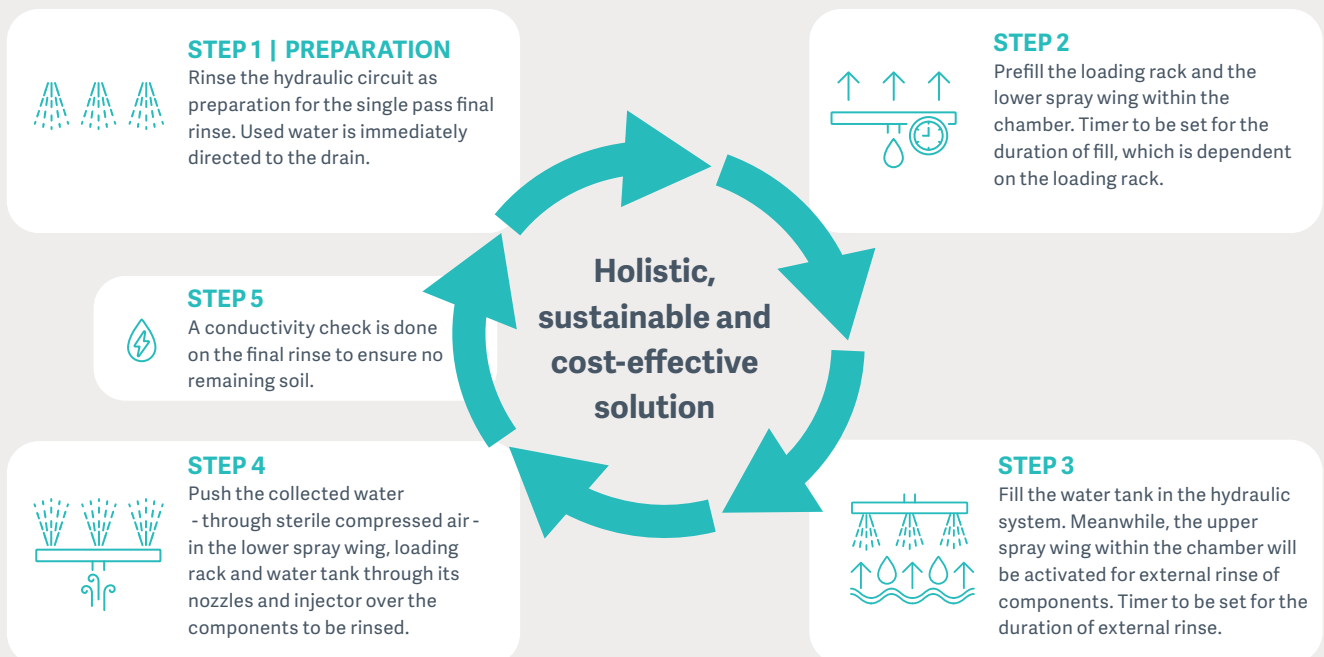 STEP 1 | PREPARATION
Rinse the hydraulic circuit as
preparation for the single pass final
rinse. Used water is immediately
directed to the drain.
STEP 2
Prefill the loading rack and the
lower spray wing within the
chamber. Timer to be set for the
duration of fill, which is dependent
on the loading rack.
Holistic,
sustainable and
cost-effective
solution
STEP 5
A conductivity check is done
on the final rinse to ensure no
remaining soil.
STEP 4
Push the collected water
- through sterile compressed air -
in the lower spray wing, loading
rack and water tank through its
nozzles and injector over the
components to be rinsed.
STEP 3
Fill the water tank in the hydraulic
system. Meanwhile, the upper
spray wing within the chamber will
be activated for external rinse of
components. Timer to be set for the
duration of external rinse.